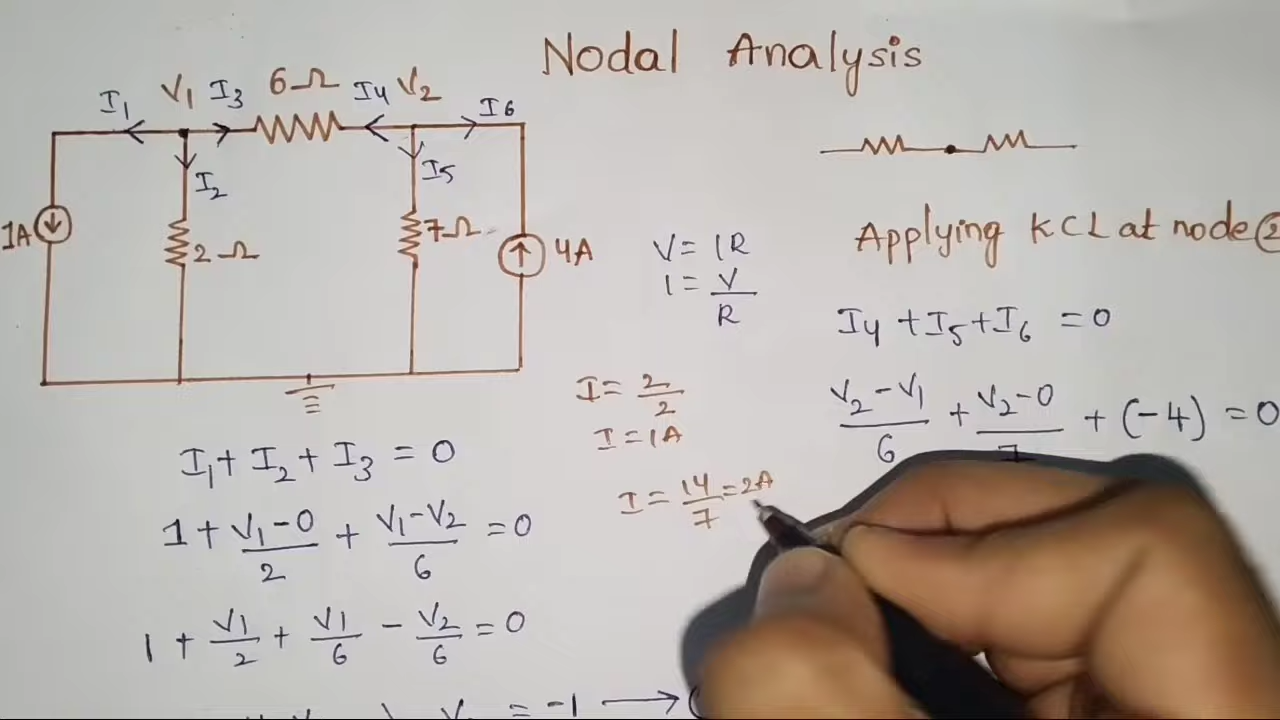 Nodal Analysis
I1 V1 I3 6Ω I4 V2 I6
I2 I5
1A 2Ω 7Ω 4A
V = IR
I = V/R
I = 2/2
I = 1A
I = 14/7 = 2A
I1 + I2 + I3 = 0
1 + (V1 - 0)/2 + (V1 - V2)/6 = 0
1 + V1/2 + V1/6 - V2/6 = 0
= -1 →
Applying KCL at node 2
I4 + I5 + I6 = 0
(V2 - V1)/6 + (V2 - 0)/7 + (-4) = 0